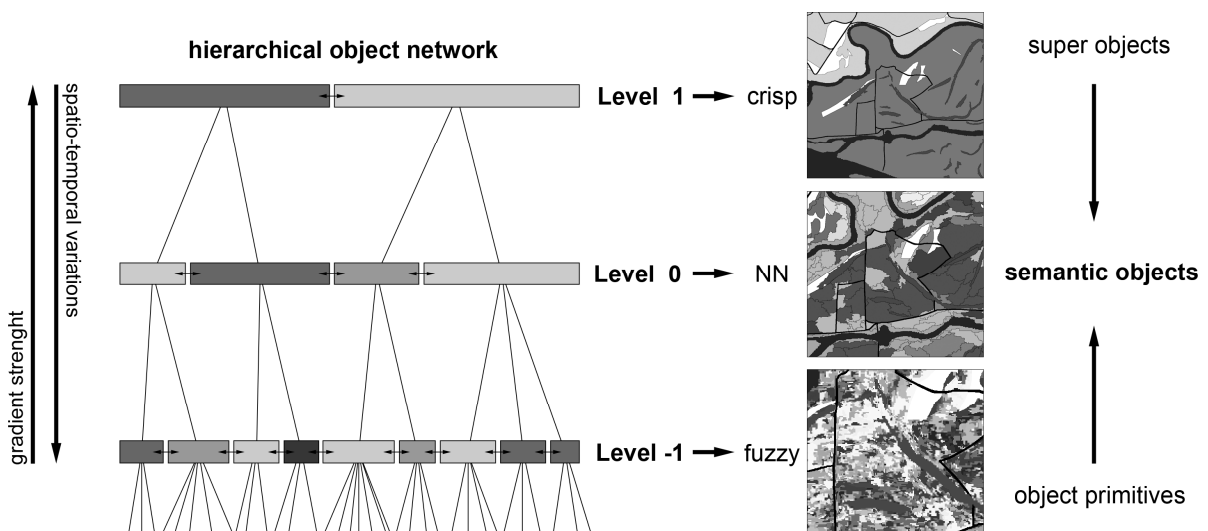 hierarchical object network
super objects
Level 1
crisp
spatio-temporal variations
gradient strenght
Level 0
NN
semantic objects
Level -1
fuzzy
object primitives